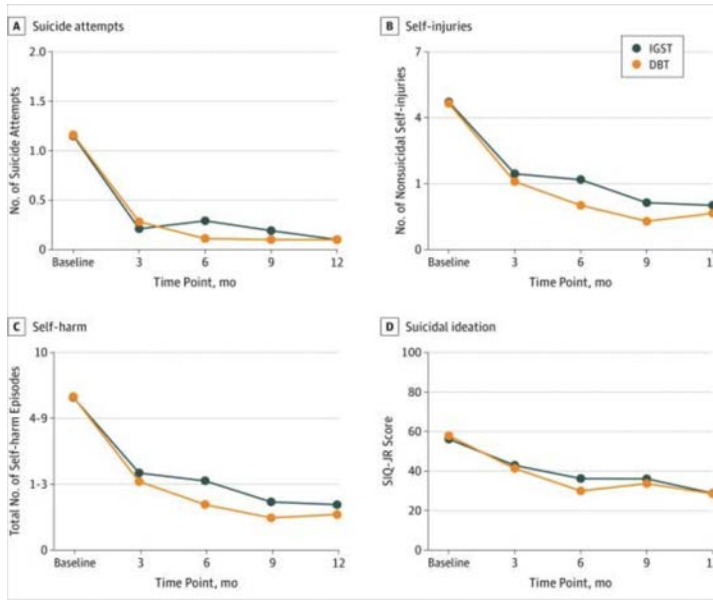 A Suicide attempts
2.0
1.5
1.0
0.5
0
No. of Suicide Attempts
Baseline 3 6 9 12
Time Point, mo
B Self-injuries
IGST
DBT
7
4
1
0
No. of Nonsuicidal Self-injuries
Baseline 3 6 9 1
Time Point, mo
C Self-harm
10
4-9
1-3
0
Total No. of Self-harm Episodes
Baseline 3 6 9 12
Time Point, mo
D Suicidal ideation
100
80
60
40
20
0
SIQ-JR Score
Baseline 3 6 9 1
Time Point, mo